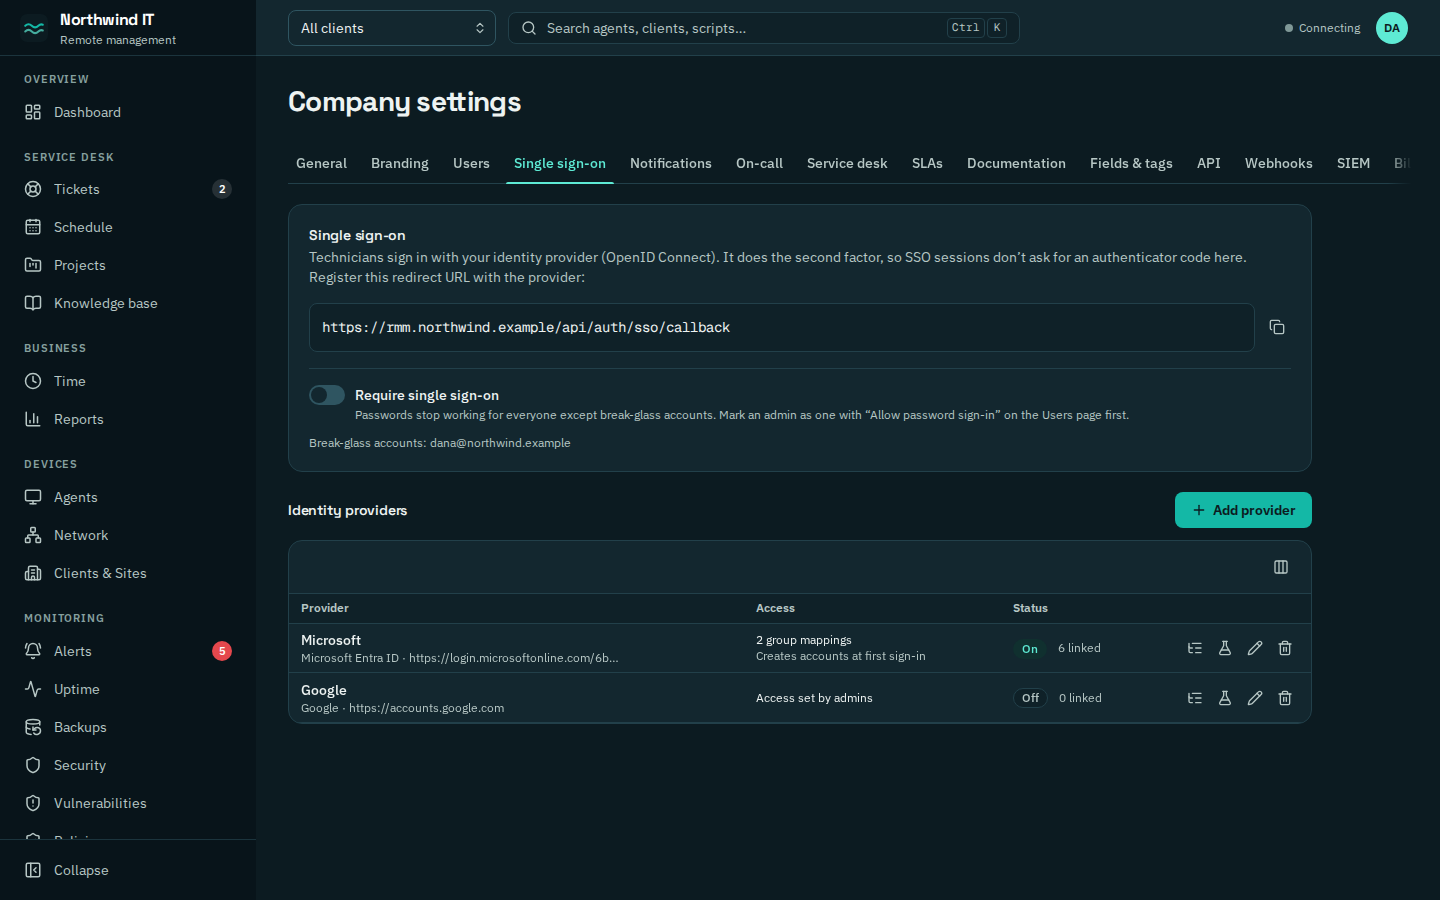 Northwind IT
Remote management
All clients
Search agents, clients, scripts...
Ctrl K
Connecting
DA
OVERVIEW
Dashboard
SERVICE DESK
Tickets 2
Schedule
Projects
Knowledge base
BUSINESS
Time
Reports
DEVICES
Agents
Network
Clients & Sites
MONITORING
Alerts 5
Uptime
Backups
Security
Vulnerabilities
Collapse
Company settings
General Branding Users Single sign-on Notifications On-call Service desk SLAs Documentation Fields & tags API Webhooks SIEM
Single sign-on
Technicians sign in with your identity provider (OpenID Connect). It does the second factor, so SSO sessions don’t ask for an authenticator code here.
Register this redirect URL with the provider:
https://rmm.northwind.example/api/auth/sso/callback
Require single sign-on
Passwords stop working for everyone except break-glass accounts. Mark an admin as one with “Allow password sign-in” on the Users page first.
Break-glass accounts: dana@northwind.example
Identity providers
Add provider
Provider Access Status
Microsoft
Microsoft Entra ID · https://login.microsoftonline.com/6b...
2 group mappings
Creates accounts at first sign-in
On 6 linked
Google
Google · https://accounts.google.com
Access set by admins
Off 0 linked